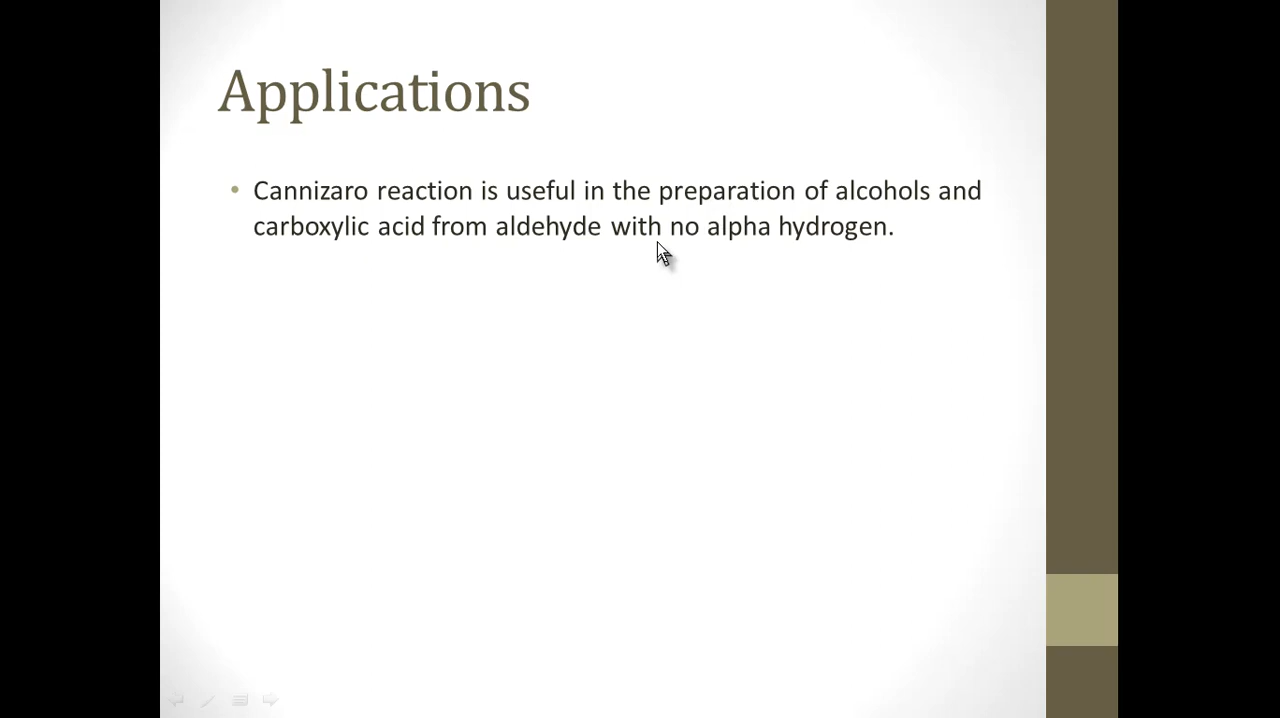 Applications
• Cannizaro reaction is useful in the preparation of alcohols and
carboxylic acid from aldehyde with no alpha hydrogen.